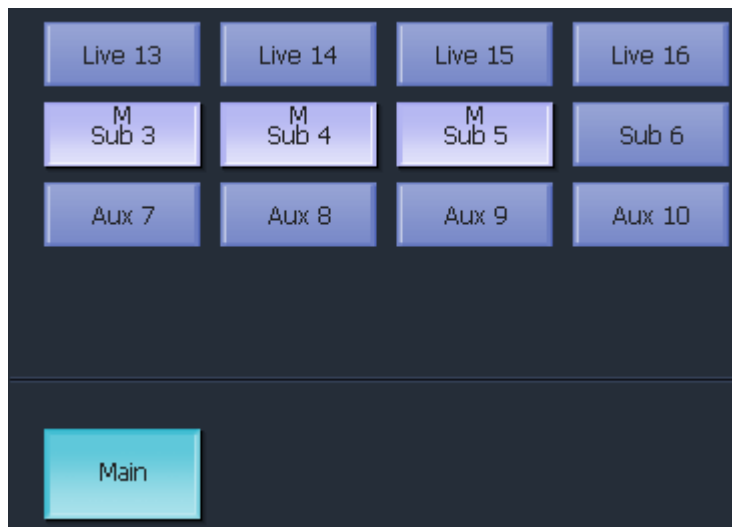 Live 13 Live 14 Live 15 Live 16
M M M
Sub 3 Sub 4 Sub 5 Sub 6
Aux 7 Aux 8 Aux 9 Aux 10
Main